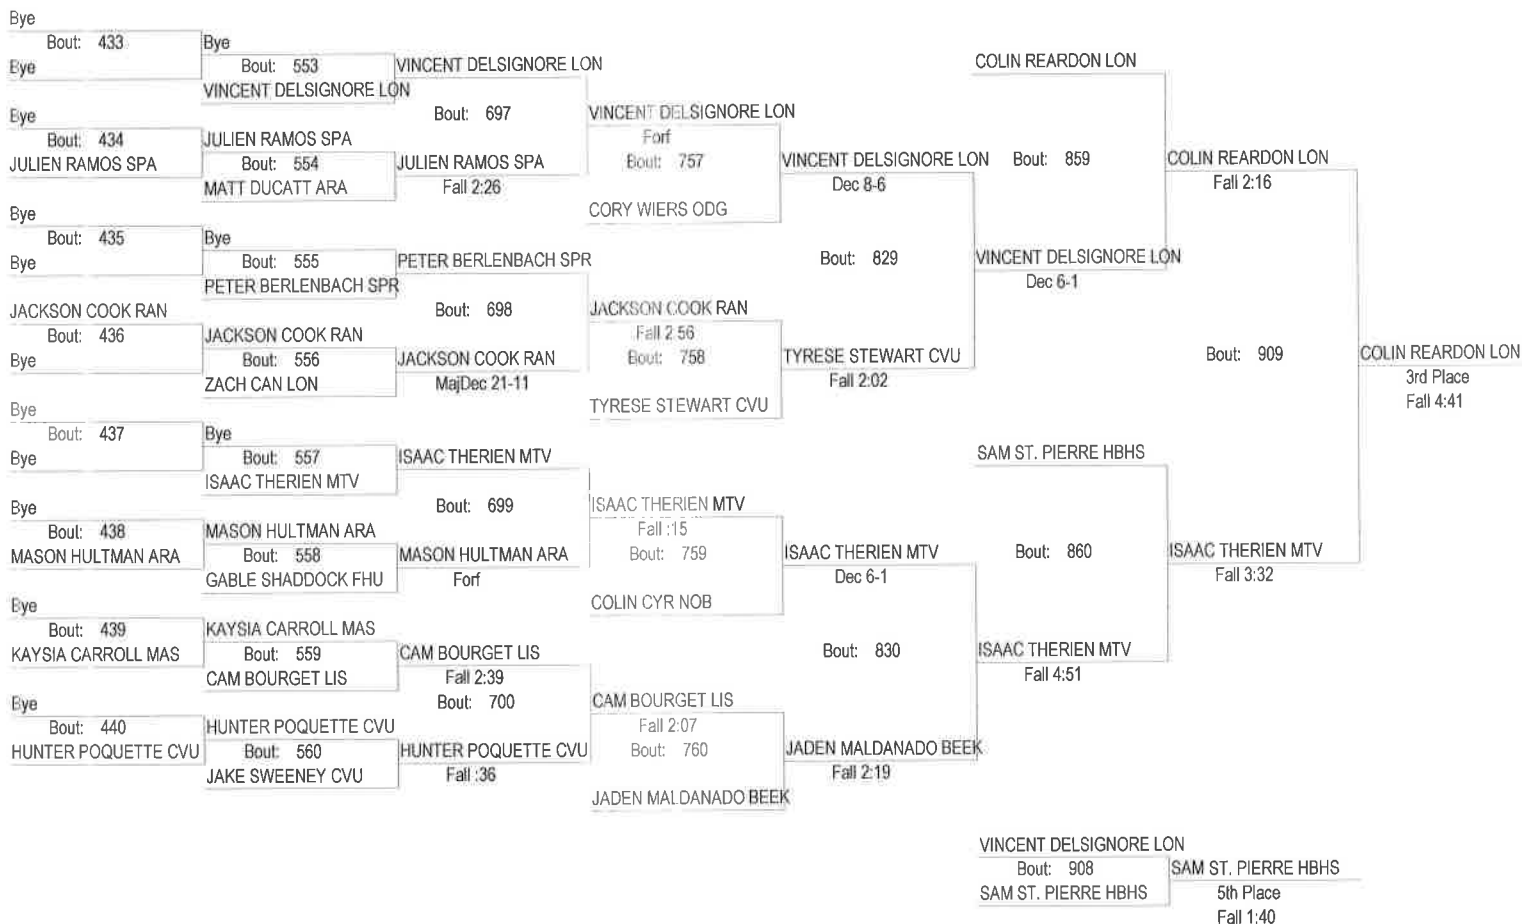 Bye
Bout: 433
Bye
Bye
Bout: 434
JULIEN RAMOS SPA
Bye
Bout: 435
Bye
JACKSON COOK RAN
Bout: 436
Bye
Bye
Bout: 437
Bye
Bye
Bout: 438
MASON HULTMAN ARA
Bye
Bout: 439
KAYSIA CARROLL MAS
Bye
Bout: 440
HUNTER POQUETTE CVU
Bye
Bout: 553
VINCENT DELSIGNORE LON
JULIEN RAMOS SPA
Bout: 554
MATT DUCATT ARA
Bye
Bout: 555
PETER BERLENBACH SPR
JACKSON COOK RAN
Bout: 556
ZACH CAN LON
Bye
Bout: 557
ISAAC THERIEN MTV
MASON HULTMAN ARA
Bout: 558
GABLE SHADDOCK FHU
KAYSIA CARROLL MAS
Bout: 559
CAM BOURGET LIS
HUNTER POQUETTE CVU
Bout: 560
JAKE SWEENEY CVU
VINCENT DELSIGNORE LON
Bout: 697
JULIEN RAMOS SPA
Fall 2:26
PETER BERLENBACH SPR
Bout: 698
JACKSON COOK RAN
MajDec 21-11
ISAAC THERIEN MTV
Bout: 699
MASON HULTMAN ARA
Forf
CAM BOURGET LIS
Fall 2:39
Bout: 700
HUNTER POQUETTE CVU
Fall :36
VINCENT DELSIGNORE LON
Forf
Bout: 757
CORY WIERS ODG
JACKSON COOK RAN
Fall 2:56
Bout: 758
TYRESE STEWART CVU
ISAAC THERIEN MTV
Fall :15
Bout: 759
COLIN CYR NOB
CAM BOURGET LIS
Fall 2:07
Bout: 760
JADEN MALDANADO BEEK
VINCENT DELSIGNORE LON
Dec 8-6
Bout: 829
TYRESE STEWART CVU
Fall 2:02
ISAAC THERIEN MTV
Dec 6-1
Bout: 830
JADEN MALDANADO BEEK
Fall 2:19
COLIN REARDON LON
Bout: 859
VINCENT DELSIGNORE LON
Dec 6-1
SAM ST. PIERRE HBHS
Bout: 860
ISAAC THERIEN MTV
Fall 4:51
COLIN REARDON LON
Fall 2:16
Bout: 909
ISAAC THERIEN MTV
Fall 3:32
COLIN REARDON LON
3rd Place
Fall 4:41
VINCENT DELSIGNORE LON
Bout: 908
SAM ST. PIERRE HBHS
SAM ST. PIERRE HBHS
5th Place
Fall 1:40